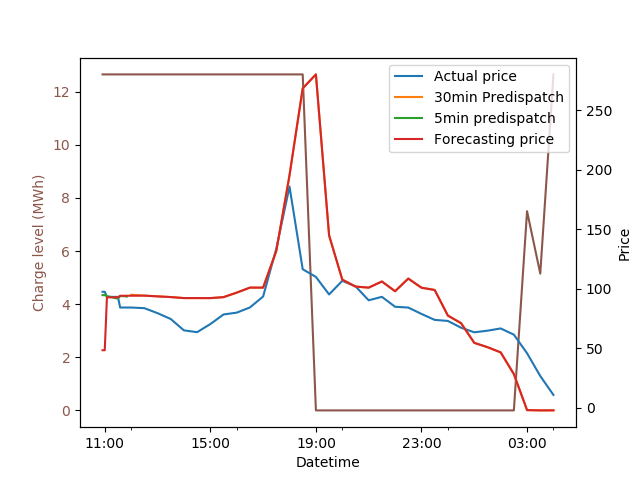 Actual price
30min Predispatch
5min predispatch
Forecasting price
Charge level (MWh)
12
10
8
6
4
2
0
250
200
150
100
50
0
Price
11:00 15:00 19:00 23:00 03:00
Datetime